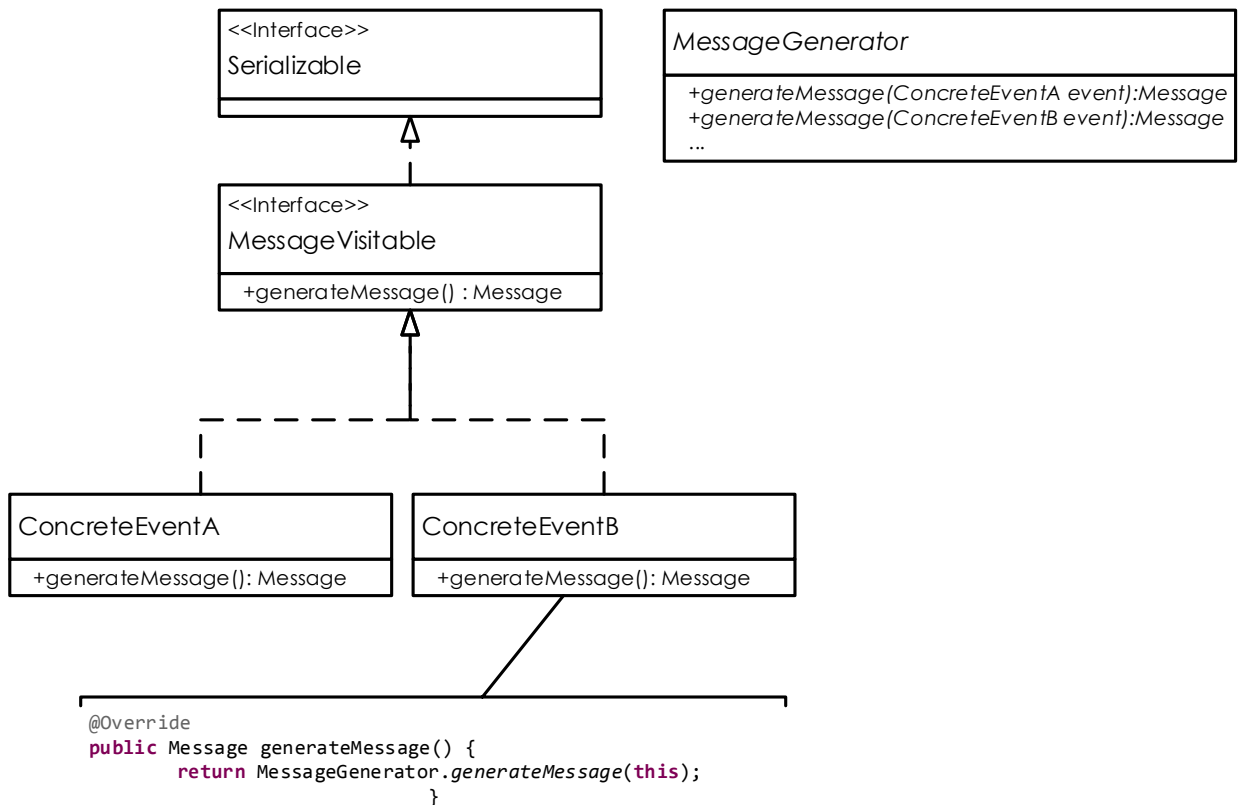 <<Interface>>
Serializable
MessageGenerator
+generateMessage(ConcreteEventA event):Message
+generateMessage(ConcreteEventB event):Message
...
<<Interface>>
MessageVisitable
+generateMessage() : Message
ConcreteEventA
+generateMessage(): Message
ConcreteEventB
+generateMessage(): Message
@Override
public Message generateMessage() {
return MessageGenerator.generateMessage(this);
}